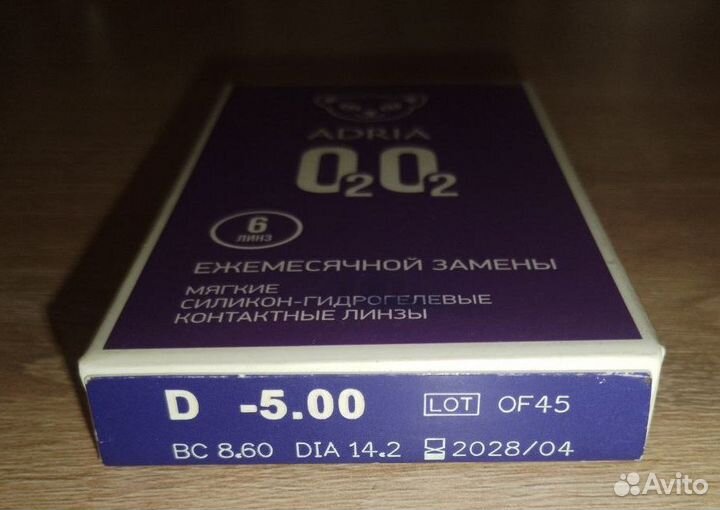 ADRIA
O2O2
6
ЛИНЗ
ЕЖЕМЕСЯЧНОЙ ЗАМЕНЫ
МЯГКИЕ
СИЛИКОН-ГИДРОГЕЛЕВЫЕ
КОНТАКТНЫЕ ЛИНЗЫ
D -5.00 LOT OF45
BC 8.60 DIA 14.2 2028/04
Avito